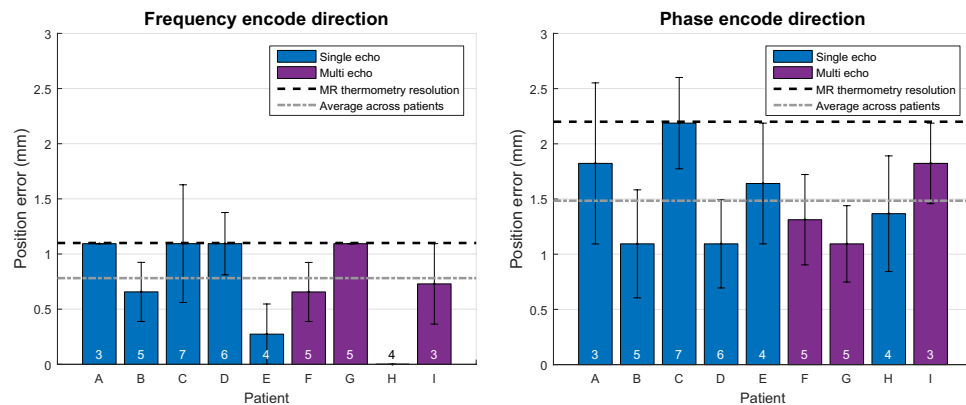 Frequency encode direction
3
2.5
2
1.5
1
0.5
0
Position error (mm)
Single echo
Multi echo
MR thermometry resolution
Average across patients
3 5 7 6 4 5 5 4 3
A B C D E F G H I
Patient
Phase encode direction
3
2.5
2
1.5
1
0.5
0
Position error (mm)
Single echo
Multi echo
MR thermometry resolution
Average across patients
3 5 7 6 4 5 5 4 3
A B C D E F G H I
Patient